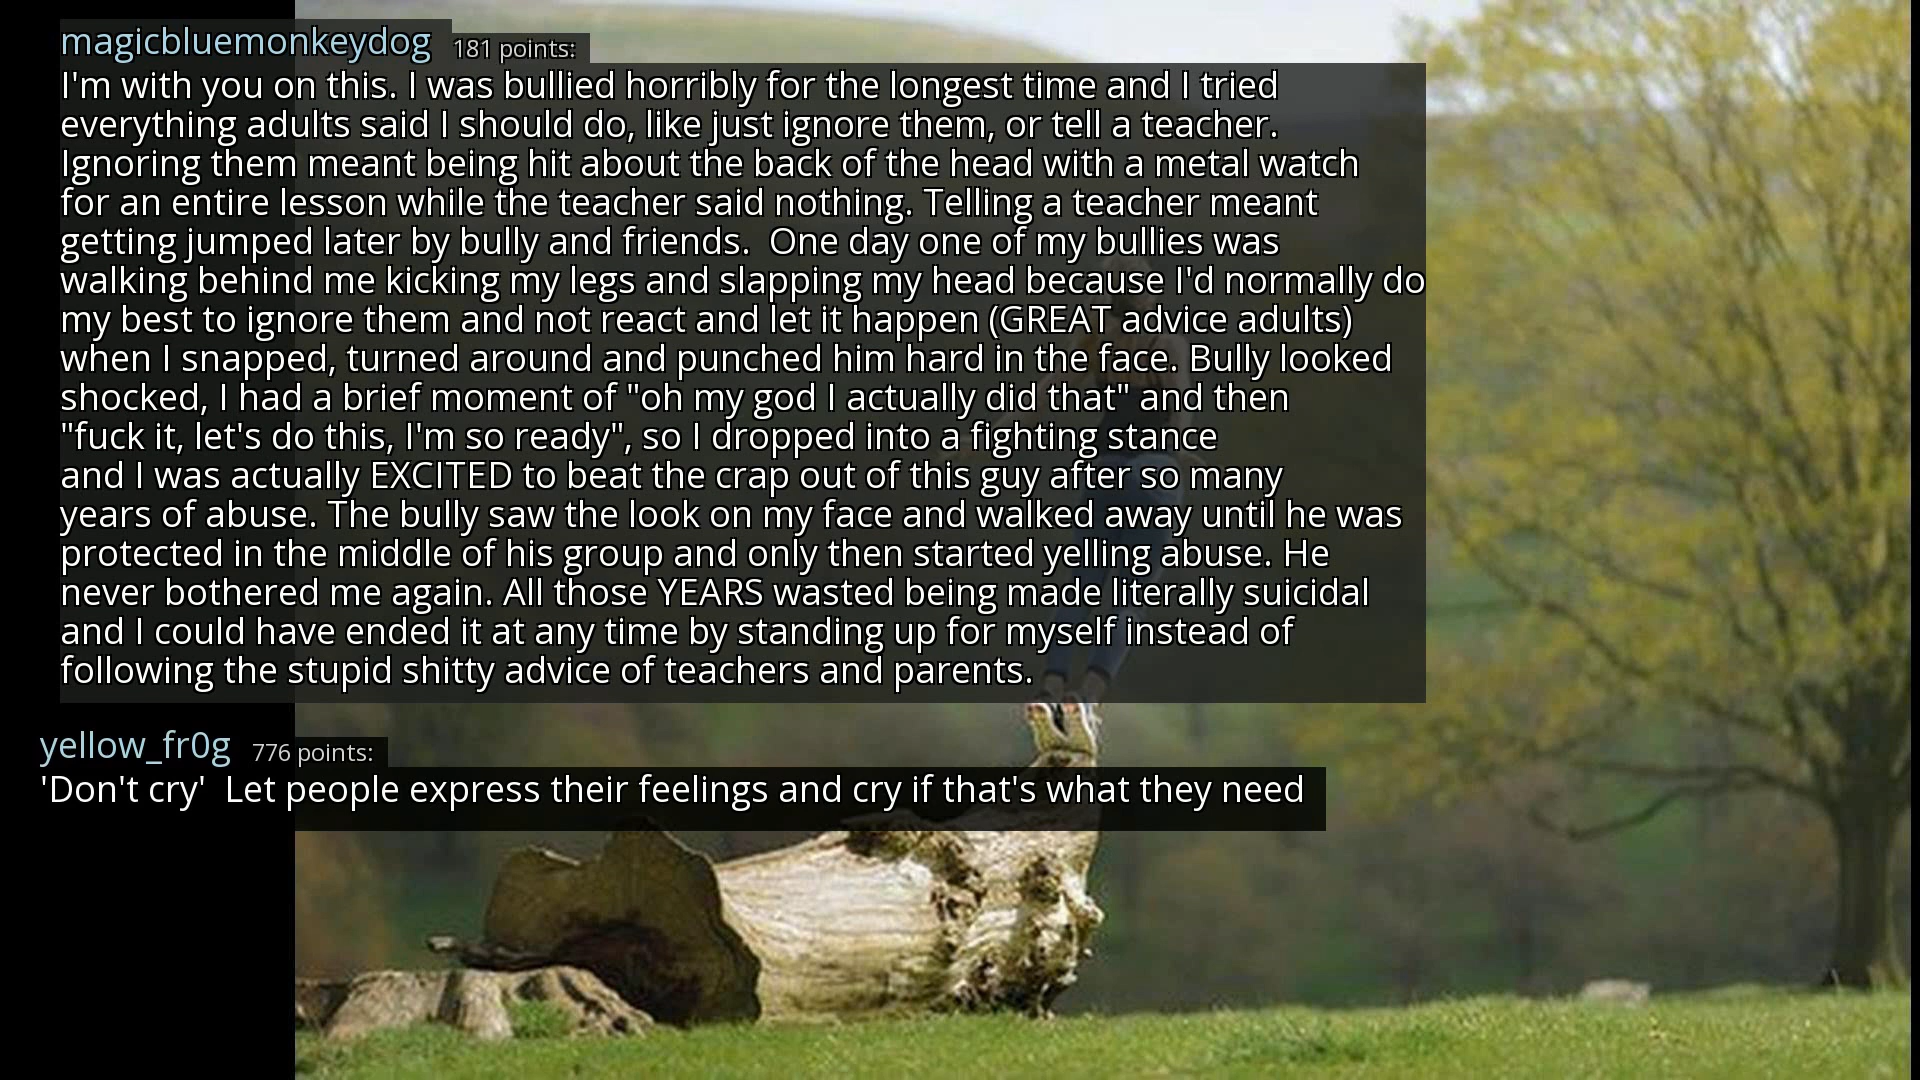 magicbluemonkeydog 181 points:
I'm with you on this. I was bullied horribly for the longest time and I tried
everything adults said I should do, like just ignore them, or tell a teacher.
Ignoring them meant being hit about the back of the head with a metal watch
for an entire lesson while the teacher said nothing. Telling a teacher meant
getting jumped later by bully and friends.  One day one of my bullies was
walking behind me kicking my legs and slapping my head because I'd normally do
my best to ignore them and not react and let it happen (GREAT advice adults)
when I snapped, turned around and punched him hard in the face. Bully looked
shocked, I had a brief moment of "oh my god I actually did that" and then
"fuck it, let's do this, I'm so ready", so I dropped into a fighting stance
and I was actually EXCITED to beat the crap out of this guy after so many
years of abuse. The bully saw the look on my face and walked away until he was
protected in the middle of his group and only then started yelling abuse. He
never bothered me again. All those YEARS wasted being made literally suicidal
and I could have ended it at any time by standing up for myself instead of
following the stupid shitty advice of teachers and parents.
yellow_fr0g 776 points:
'Don't cry'  Let people express their feelings and cry if that's what they need